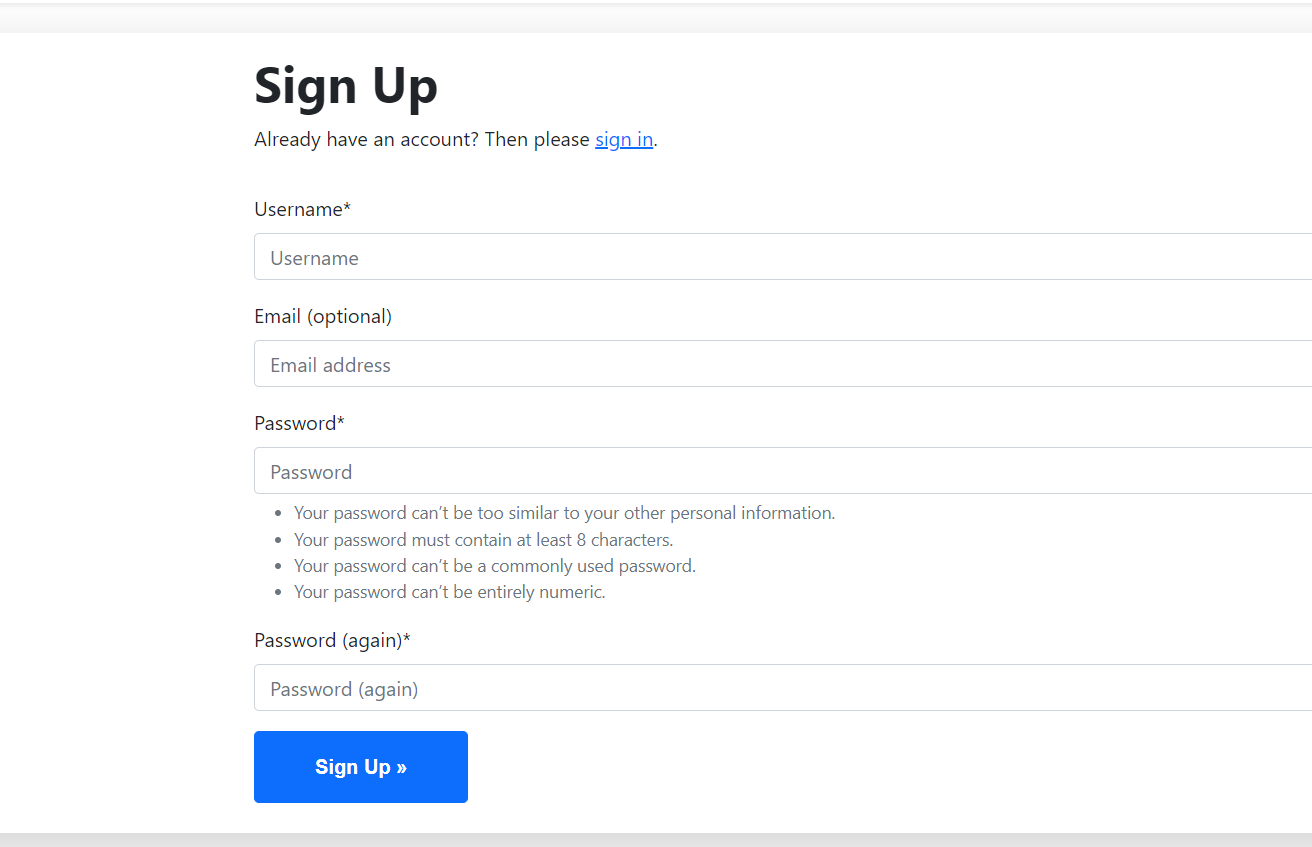 Sign Up
Already have an account? Then please sign in.
Username*
Username
Email (optional)
Email address
Password*
Password
• Your password can’t be too similar to your other personal information.
• Your password must contain at least 8 characters.
• Your password can’t be a commonly used password.
• Your password can’t be entirely numeric.
Password (again)*
Password (again)
Sign Up »